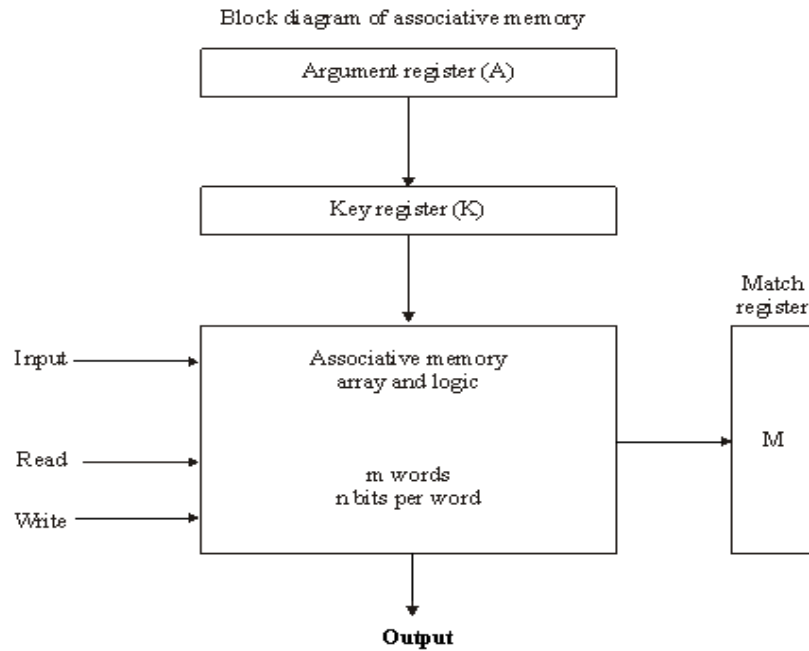 Block diagram of associative memory
Argument register (A)
Key register (K)
Match
register
Input
Associative memory
array and logic
M
Read
m words
n bits per word
Write
Output